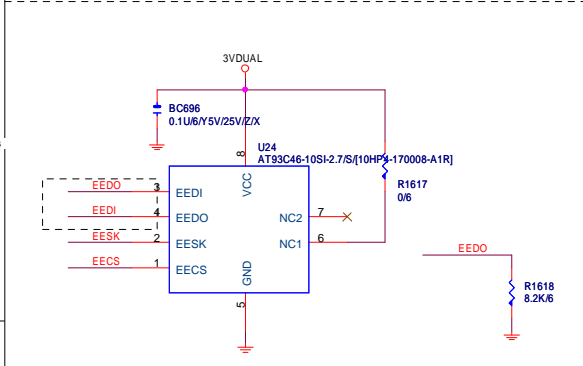 3VDUAL
BC696
0.1U/6/Y5V/25V/Z/X
U24
AT93C46-10SI-2.7/S/[10HP4-170008-A1R]
8
VCC
R1617
0/6
EEDO 3 EEDI
EEDI 4 EEDO
NC2 7
EESK 2 EESK
NC1 6
EECS 1 EECS
GND
5
EEDO
R1618
8.2K/6